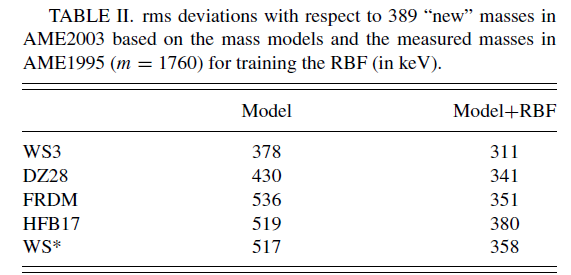 TABLE II. rms deviations with respect to 389 “new” masses in
AME2003 based on the mass models and the measured masses in
AME1995 (m = 1760) for training the RBF (in keV).
Model Model+RBF
WS3 378 311
DZ28 430 341
FRDM 536 351
HFB17 519 380
WS* 517 358